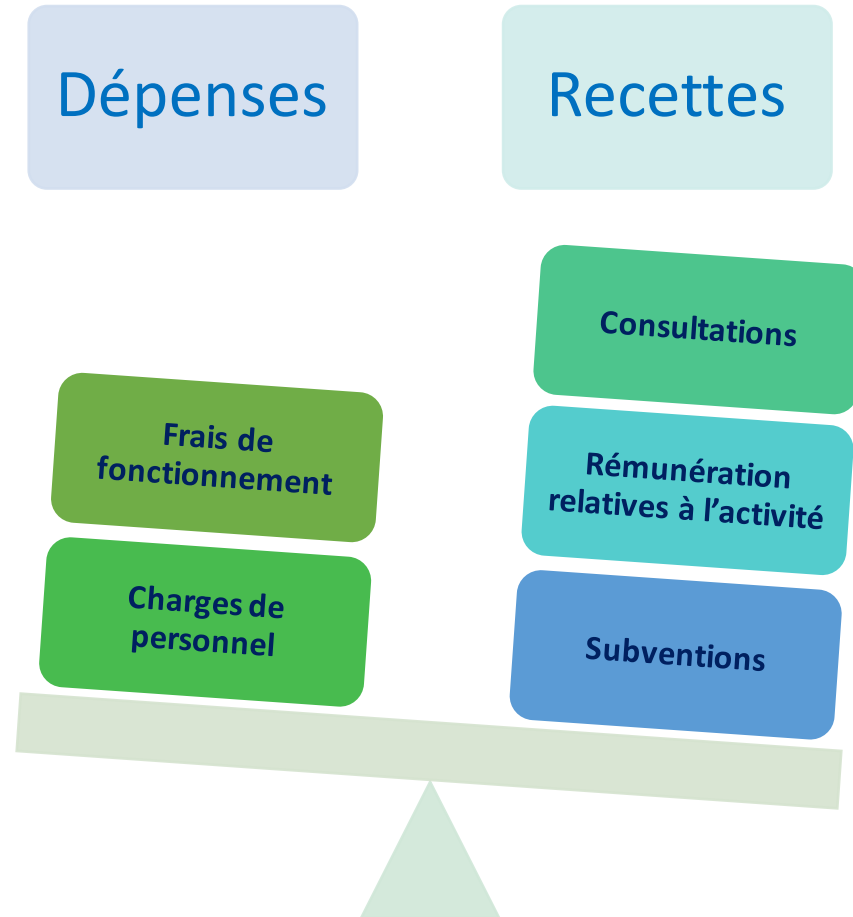 Dépenses
Recettes
Frais de
fonctionnement
Charges de
personnel
Consultations
Rémunération
relatives à l’activité
Subventions